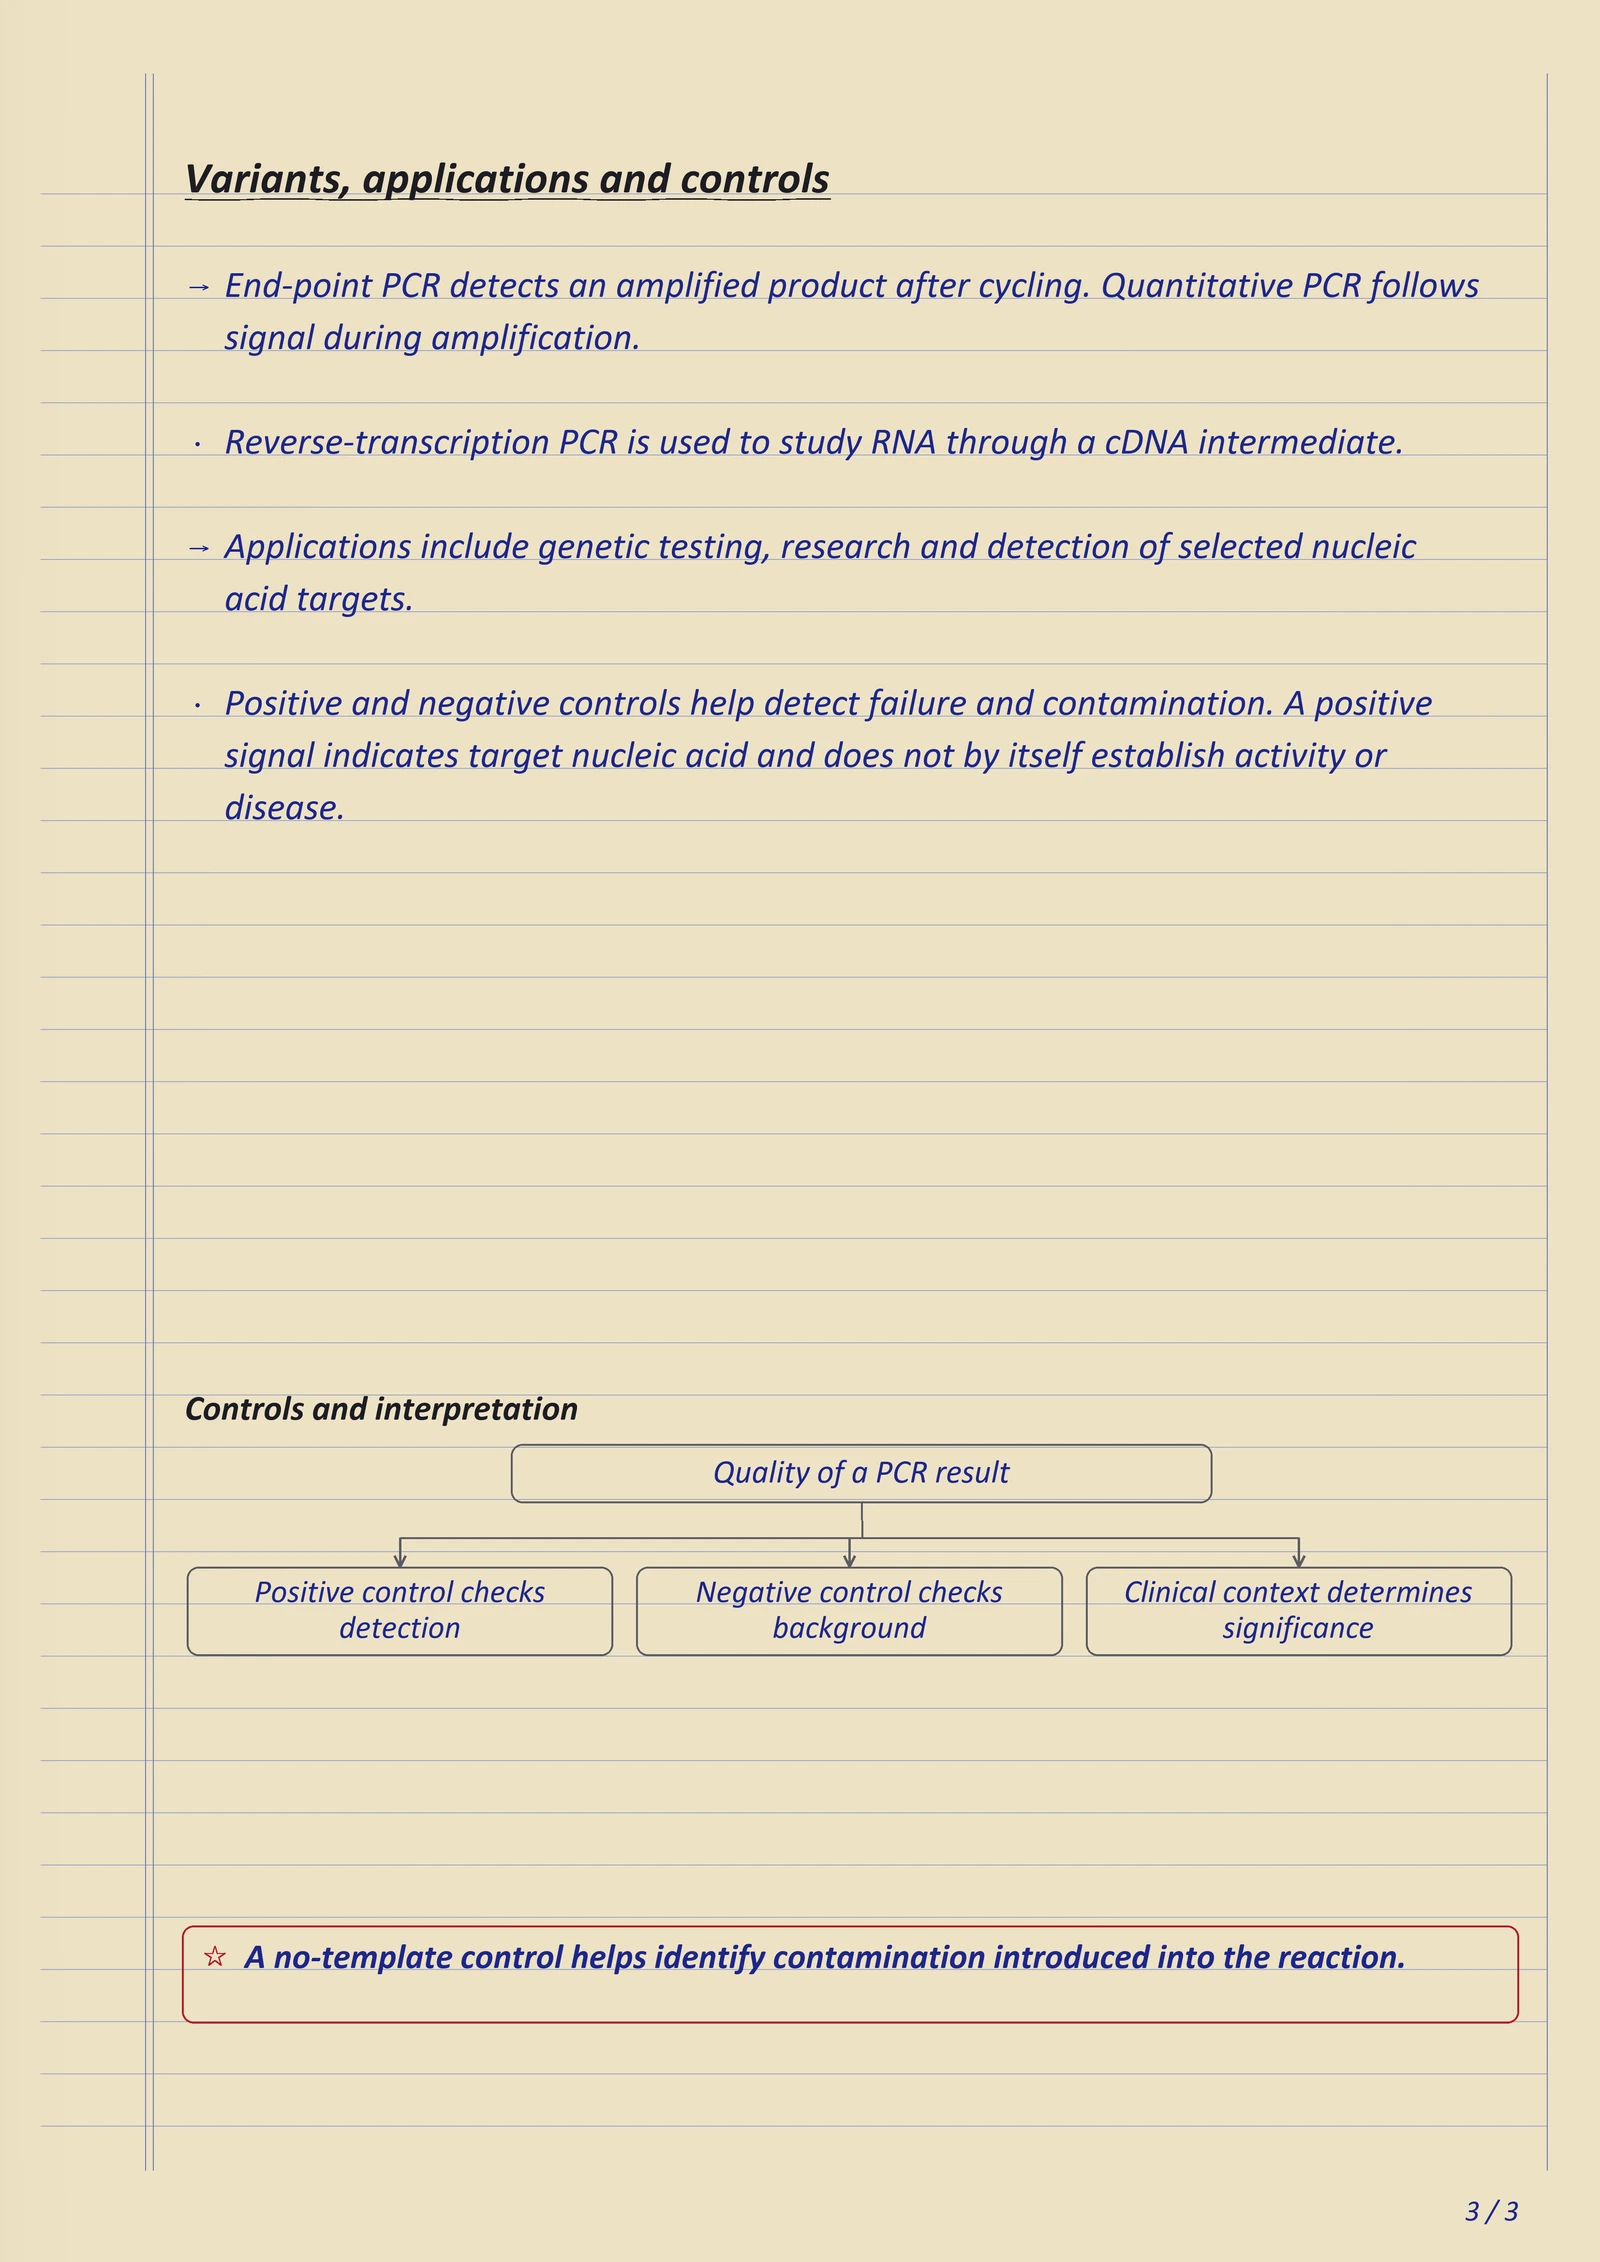 Variants, applications and controls
→ End-point PCR detects an amplified product after cycling. Quantitative PCR follows
signal during amplification.
· Reverse-transcription PCR is used to study RNA through a cDNA intermediate.
→ Applications include genetic testing, research and detection of selected nucleic
acid targets.
· Positive and negative controls help detect failure and contamination. A positive
signal indicates target nucleic acid and does not by itself establish activity or
disease.
Controls and interpretation
Quality of a PCR result
Positive control checks
detection
Negative control checks
background
Clinical context determines
significance
☆ A no-template control helps identify contamination introduced into the reaction.
3 / 3